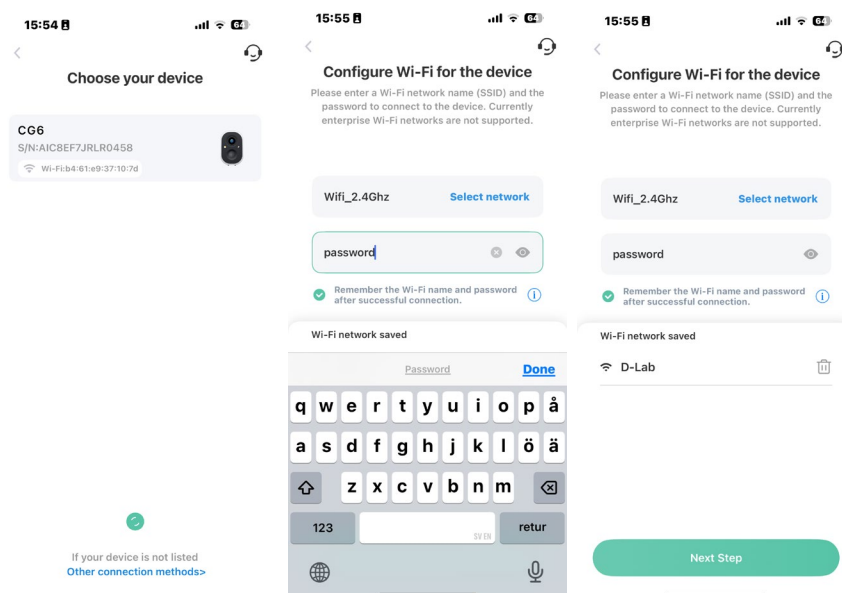 15:54
64
Choose your device
CG6
S/N:AIC8EF7JRLR0458
Wi-Fi:b4:61:e9:37:10:7d
If your device is not listed
Other connection methods>
15:55
64
Configure Wi-Fi for the device
Please enter a Wi-Fi network name (SSID) and the
password to connect to the device. Currently
enterprise Wi-Fi networks are not supported.
Wifi_2.4Ghz
Select network
password
Remember the Wi-Fi name and password
after successful connection.
Wi-Fi network saved
Password
Done
q w e r t y u i o p å
a s d f g h j k l ö ä
z x c v b n m
123
SV EN
retur
15:55
64
Configure Wi-Fi for the device
Please enter a Wi-Fi network name (SSID) and the
password to connect to the device. Currently
enterprise Wi-Fi networks are not supported.
Wifi_2.4Ghz
Select network
password
Remember the Wi-Fi name and password
after successful connection.
Wi-Fi network saved
D-Lab
Next Step